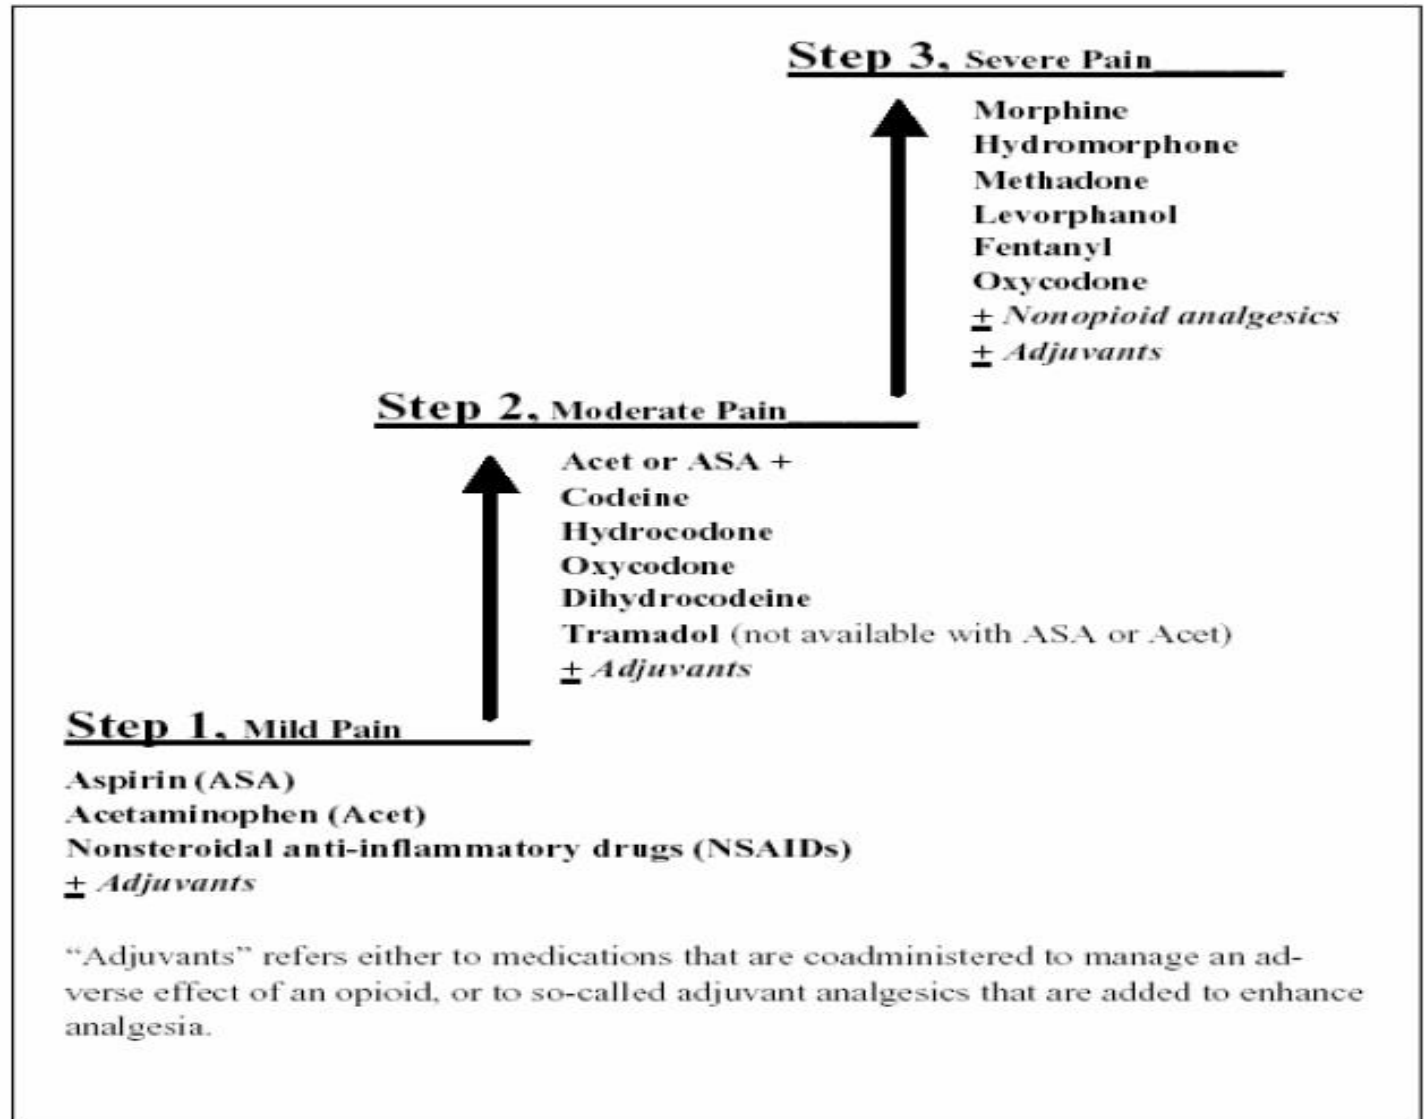 Step 3, Severe Pain
Morphine
Hydromorphone
Methadone
Levorphanol
Fentanyl
Oxycodone
± Nonopioid analgesics
± Adjuvants
Step 2, Moderate Pain
Acet or ASA +
Codeine
Hydrocodone
Oxycodone
Dihydrocodeine
Tramadol (not available with ASA or Acet)
± Adjuvants
Step 1, Mild Pain
Aspirin (ASA)
Acetaminophen (Acet)
Nonsteroidal anti-inflammatory drugs (NSAIDs)
± Adjuvants
“Adjuvants” refers either to medications that are coadministered to manage an ad-
verse effect of an opioid, or to so-called adjuvant analgesics that are added to enhance
analgesia.